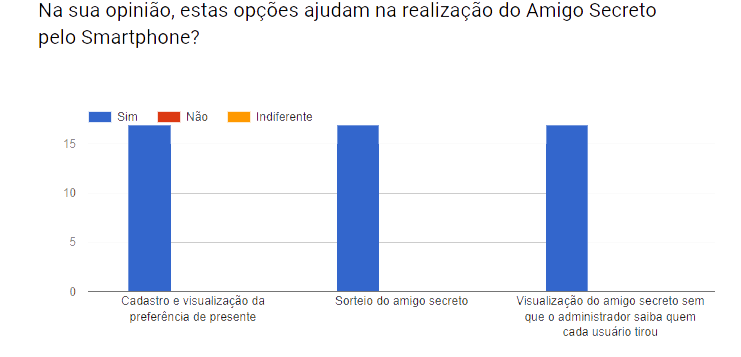 Na sua opinião, estas opções ajudam na realização do Amigo Secreto
pelo Smartphone?
Sim Não Indiferente
15
10
5
0
Cadastro e visualização da
preferência de presente
Sorteio do amigo secreto
Visualização do amigo secreto sem
que o administrador saiba quem
cada usuário tirou